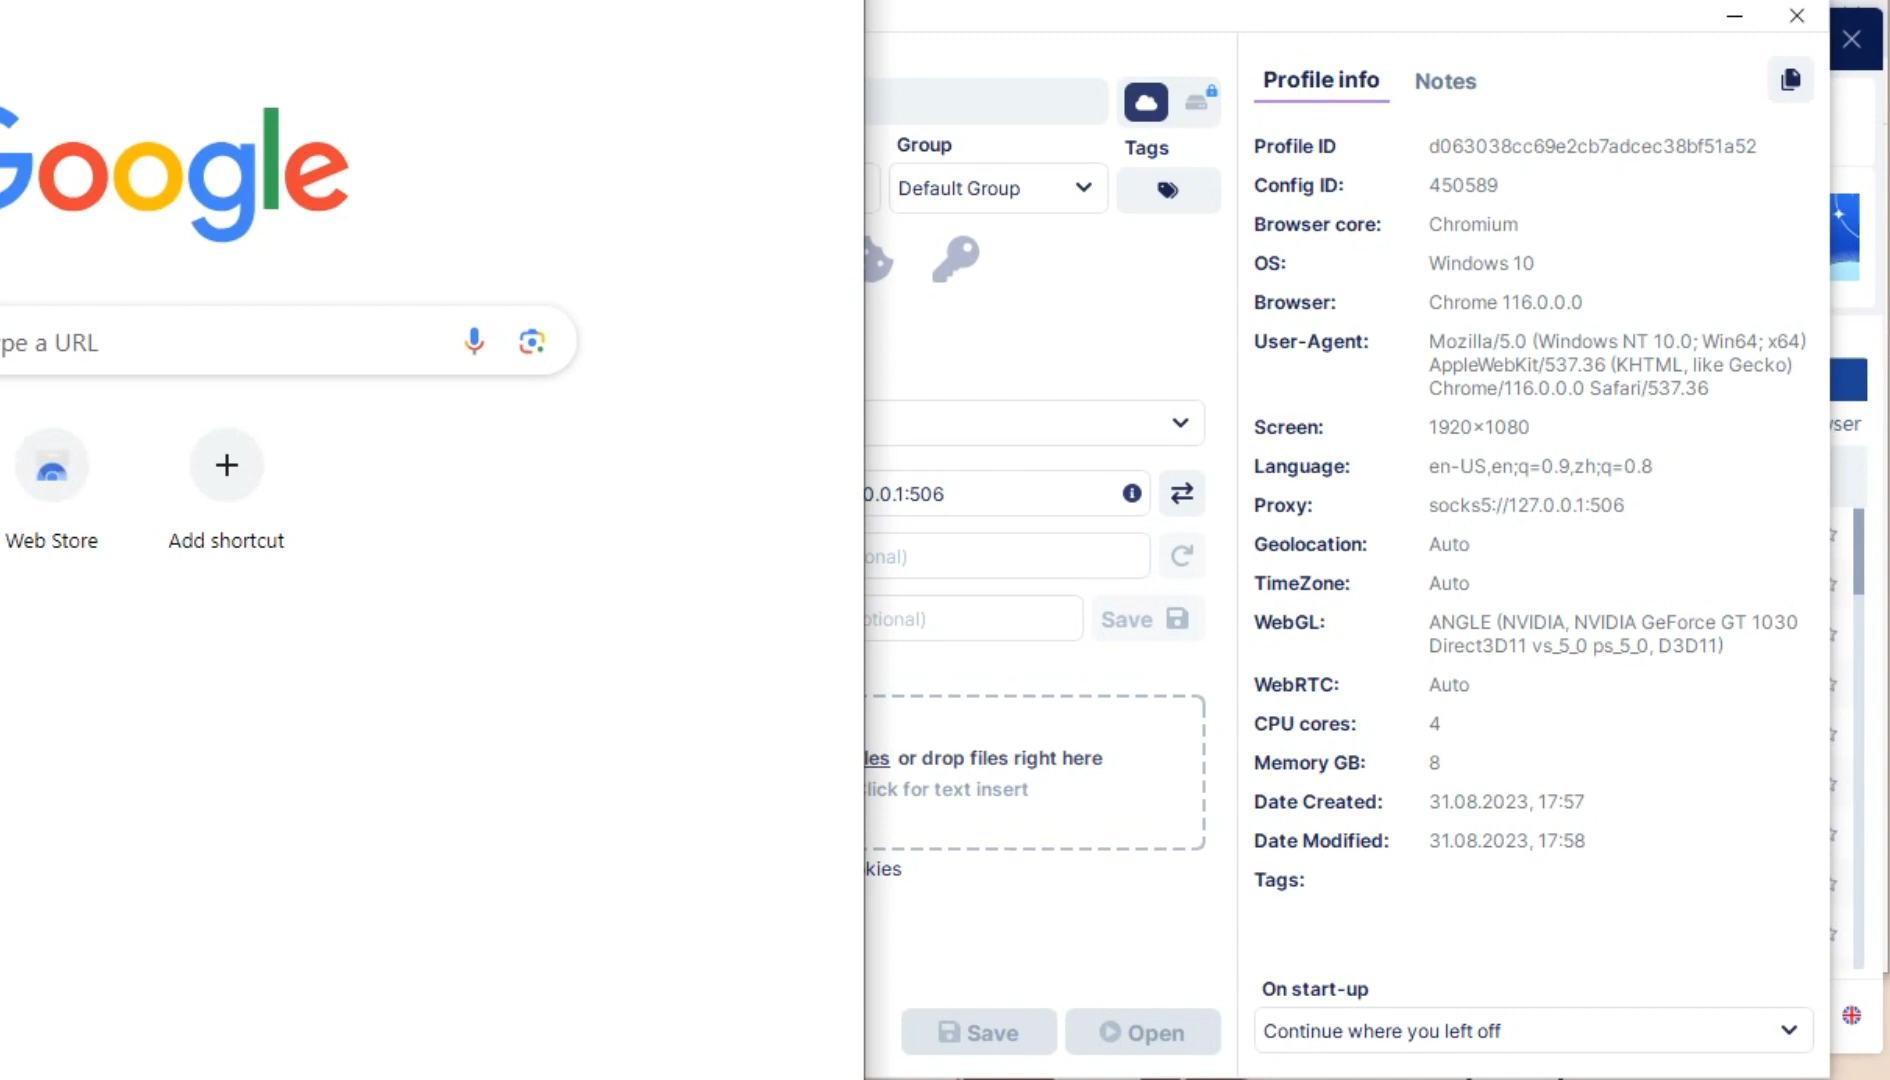 Google
pe a URL
Web Store
Add shortcut
Group
Tags
Default Group
0.0.1:506
onal)
tional)
Save
les or drop files right here
lick for text insert
kies
Save
Open
Profile info
Notes
Profile ID d063038cc69e2cb7adcec38bf51a52
Config ID: 450589
Browser core: Chromium
OS: Windows 10
Browser: Chrome 116.0.0.0
User-Agent: Mozilla/5.0 (Windows NT 10.0; Win64; x64)
AppleWebKit/537.36 (KHTML, like Gecko)
Chrome/116.0.0.0 Safari/537.36
Screen: 1920×1080
Language: en-US,en;q=0.9,zh;q=0.8
Proxy: socks5://127.0.0.1:506
Geolocation: Auto
TimeZone: Auto
WebGL: ANGLE (NVIDIA, NVIDIA GeForce GT 1030
Direct3D11 vs_5_0 ps_5_0, D3D11)
WebRTC: Auto
CPU cores: 4
Memory GB: 8
Date Created: 31.08.2023, 17:57
Date Modified: 31.08.2023, 17:58
Tags:
On start-up
Continue where you left off
ser